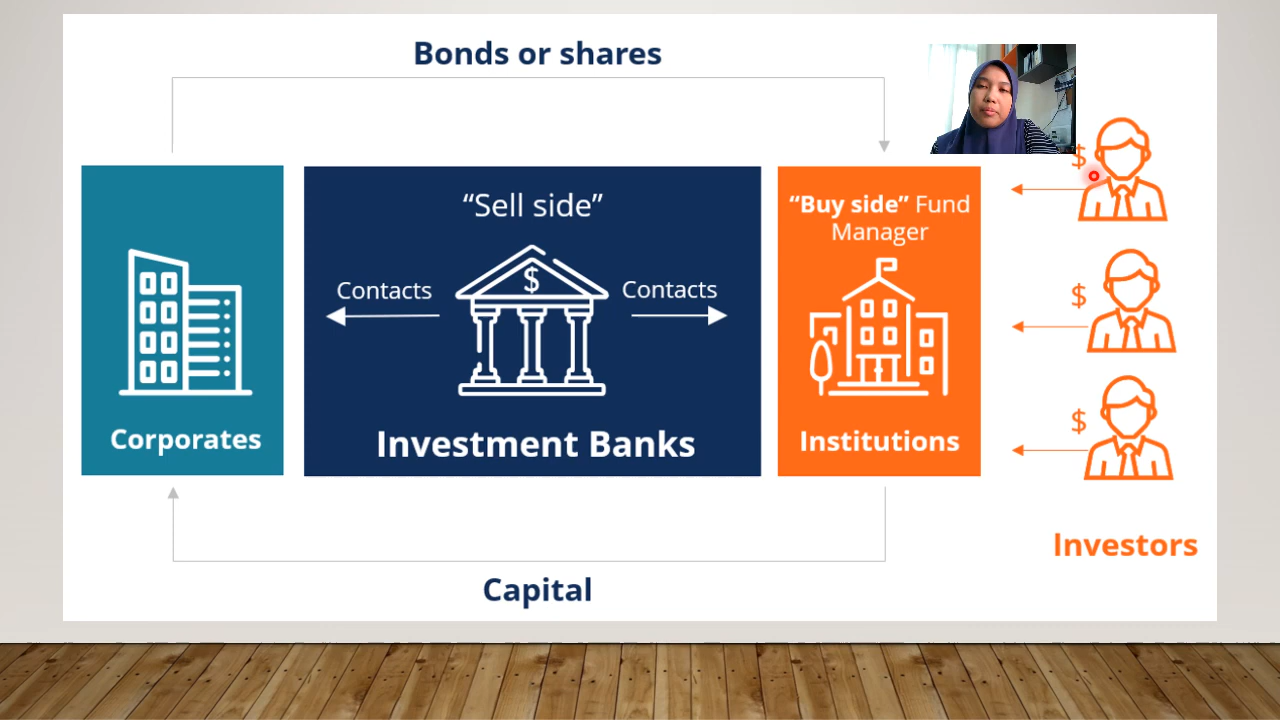 Bonds or shares
“Sell side”
“Buy side” Fund
Manager
$
$
Contacts
Contacts
$
$
Corporates
Investment Banks
Institutions
$
Investors
Capital